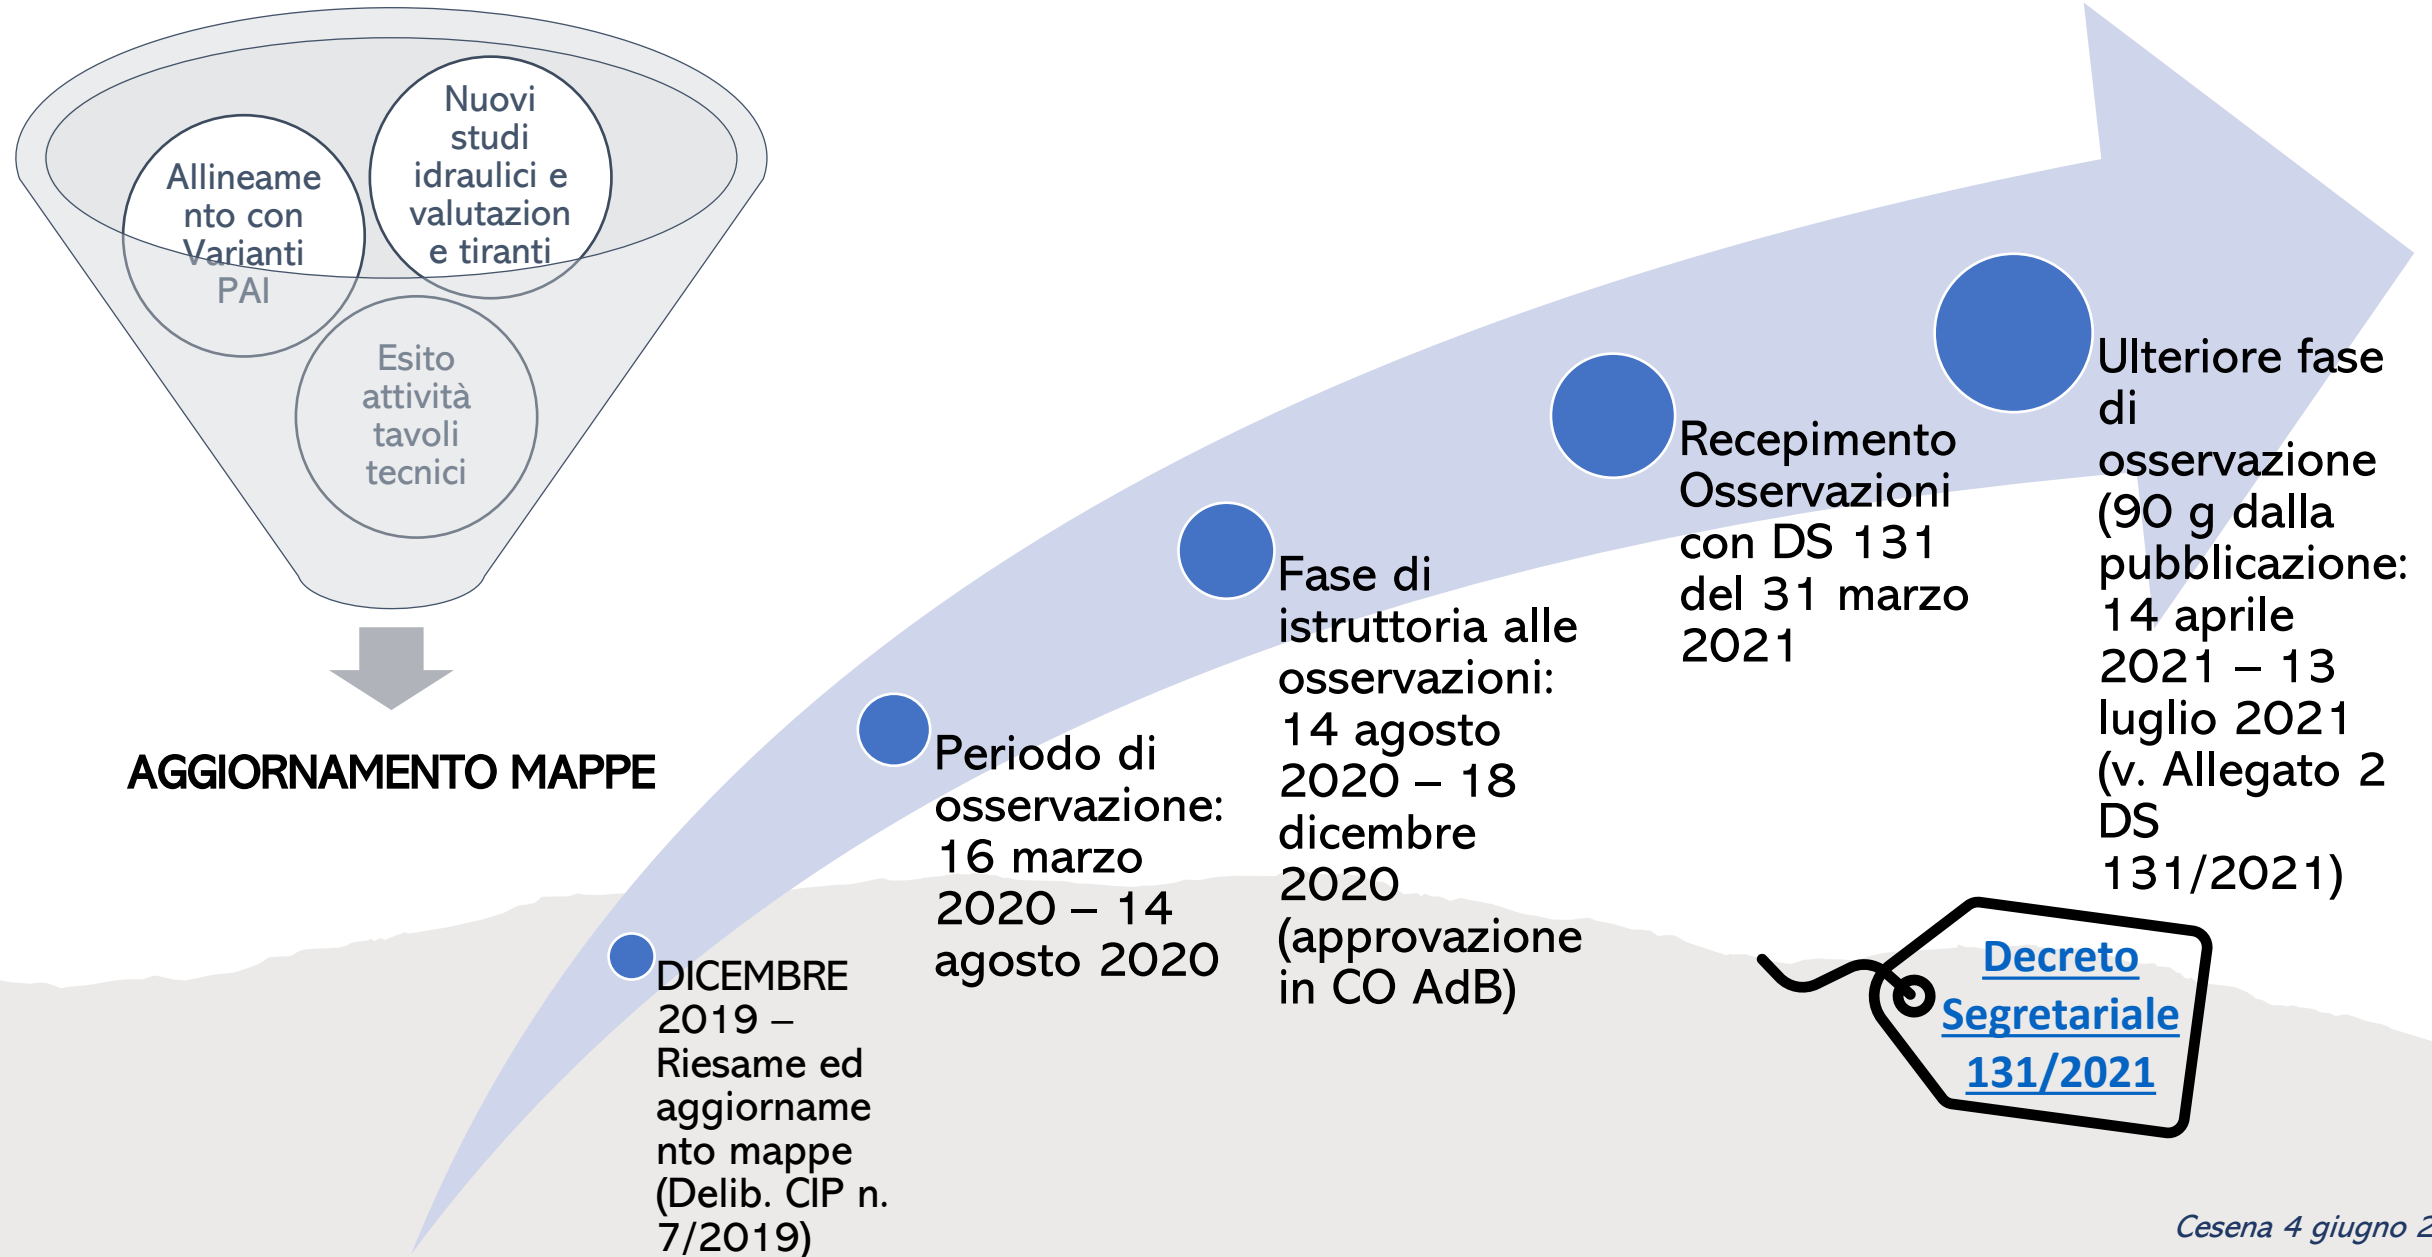 Allineame
nto con
Varianti
PAI
Nuovi
studi
idraulici e
valutazion
e tiranti
Esito
attività
tavoli
tecnici
AGGIORNAMENTO MAPPE
DICEMBRE
2019 –
Riesame ed
aggiorname
nto mappe
(Delib. CIP n.
7/2019)
Periodo di
osservazione:
16 marzo
2020 – 14
agosto 2020
Fase di
istruttoria alle
osservazioni:
14 agosto
2020 – 18
dicembre
2020
(approvazione
in CO AdB)
Recepimento
Osservazioni
con DS 131
del 31 marzo
2021
Ulteriore fase
di
osservazione
(90 g dalla
pubblicazione:
14 aprile
2021 – 13
luglio 2021
(v. Allegato 2
DS
131/2021)
Decreto
Segretariale
131/2021
Cesena 4 giugno